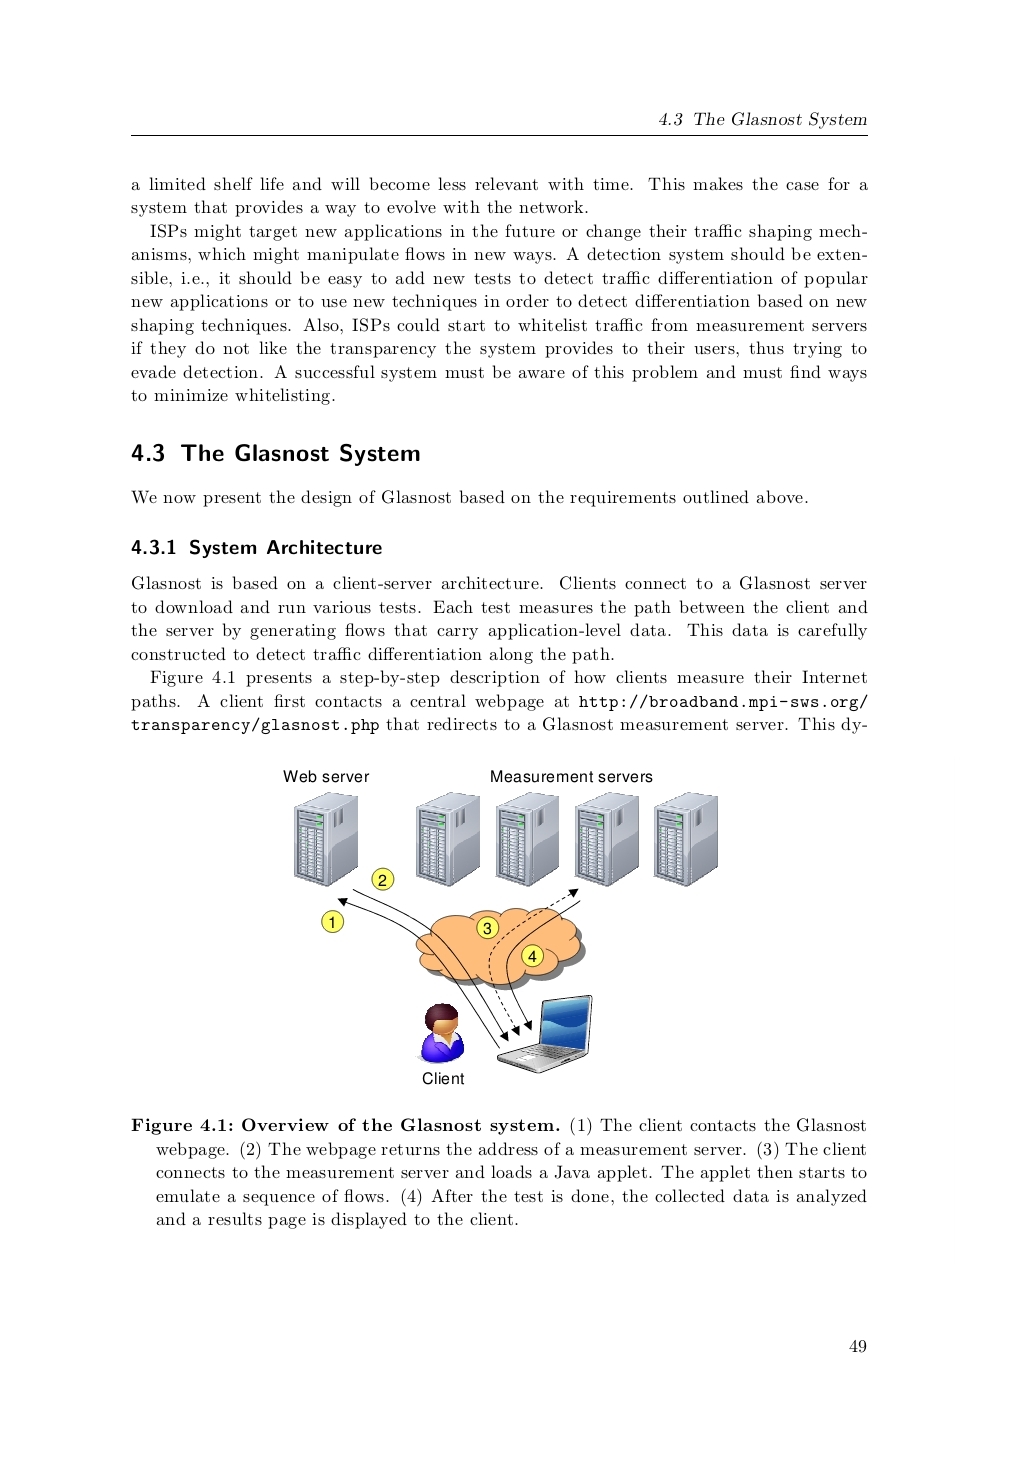 4.3 The Glasnost System
a limited shelf life and will become less relevant with time. This makes the case for a
system that provides a way to evolve with the network.
ISPs might target new applications in the future or change their traffic shaping mech-
anisms, which might manipulate flows in new ways. A detection system should be exten-
sible, i.e., it should be easy to add new tests to detect traffic differentiation of popular
new applications or to use new techniques in order to detect differentiation based on new
shaping techniques. Also, ISPs could start to whitelist traffic from measurement servers
if they do not like the transparency the system provides to their users, thus trying to
evade detection. A successful system must be aware of this problem and must find ways
to minimize whitelisting.
4.3 The Glasnost System
We now present the design of Glasnost based on the requirements outlined above.
4.3.1 System Architecture
Glasnost is based on a client-server architecture. Clients connect to a Glasnost server
to download and run various tests. Each test measures the path between the client and
the server by generating flows that carry application-level data. This data is carefully
constructed to detect traffic differentiation along the path.
Figure 4.1 presents a step-by-step description of how clients measure their Internet
paths. A client first contacts a central webpage at http://broadband.mpi-sws.org/
transparency/glasnost.php that redirects to a Glasnost measurement server. This dy-
Web server
Measurement servers
2
1
3
4
Client
Figure 4.1: Overview of the Glasnost system. (1) The client contacts the Glasnost
webpage. (2) The webpage returns the address of a measurement server. (3) The client
connects to the measurement server and loads a Java applet. The applet then starts to
emulate a sequence of flows. (4) After the test is done, the collected data is analyzed
and a results page is displayed to the client.
49